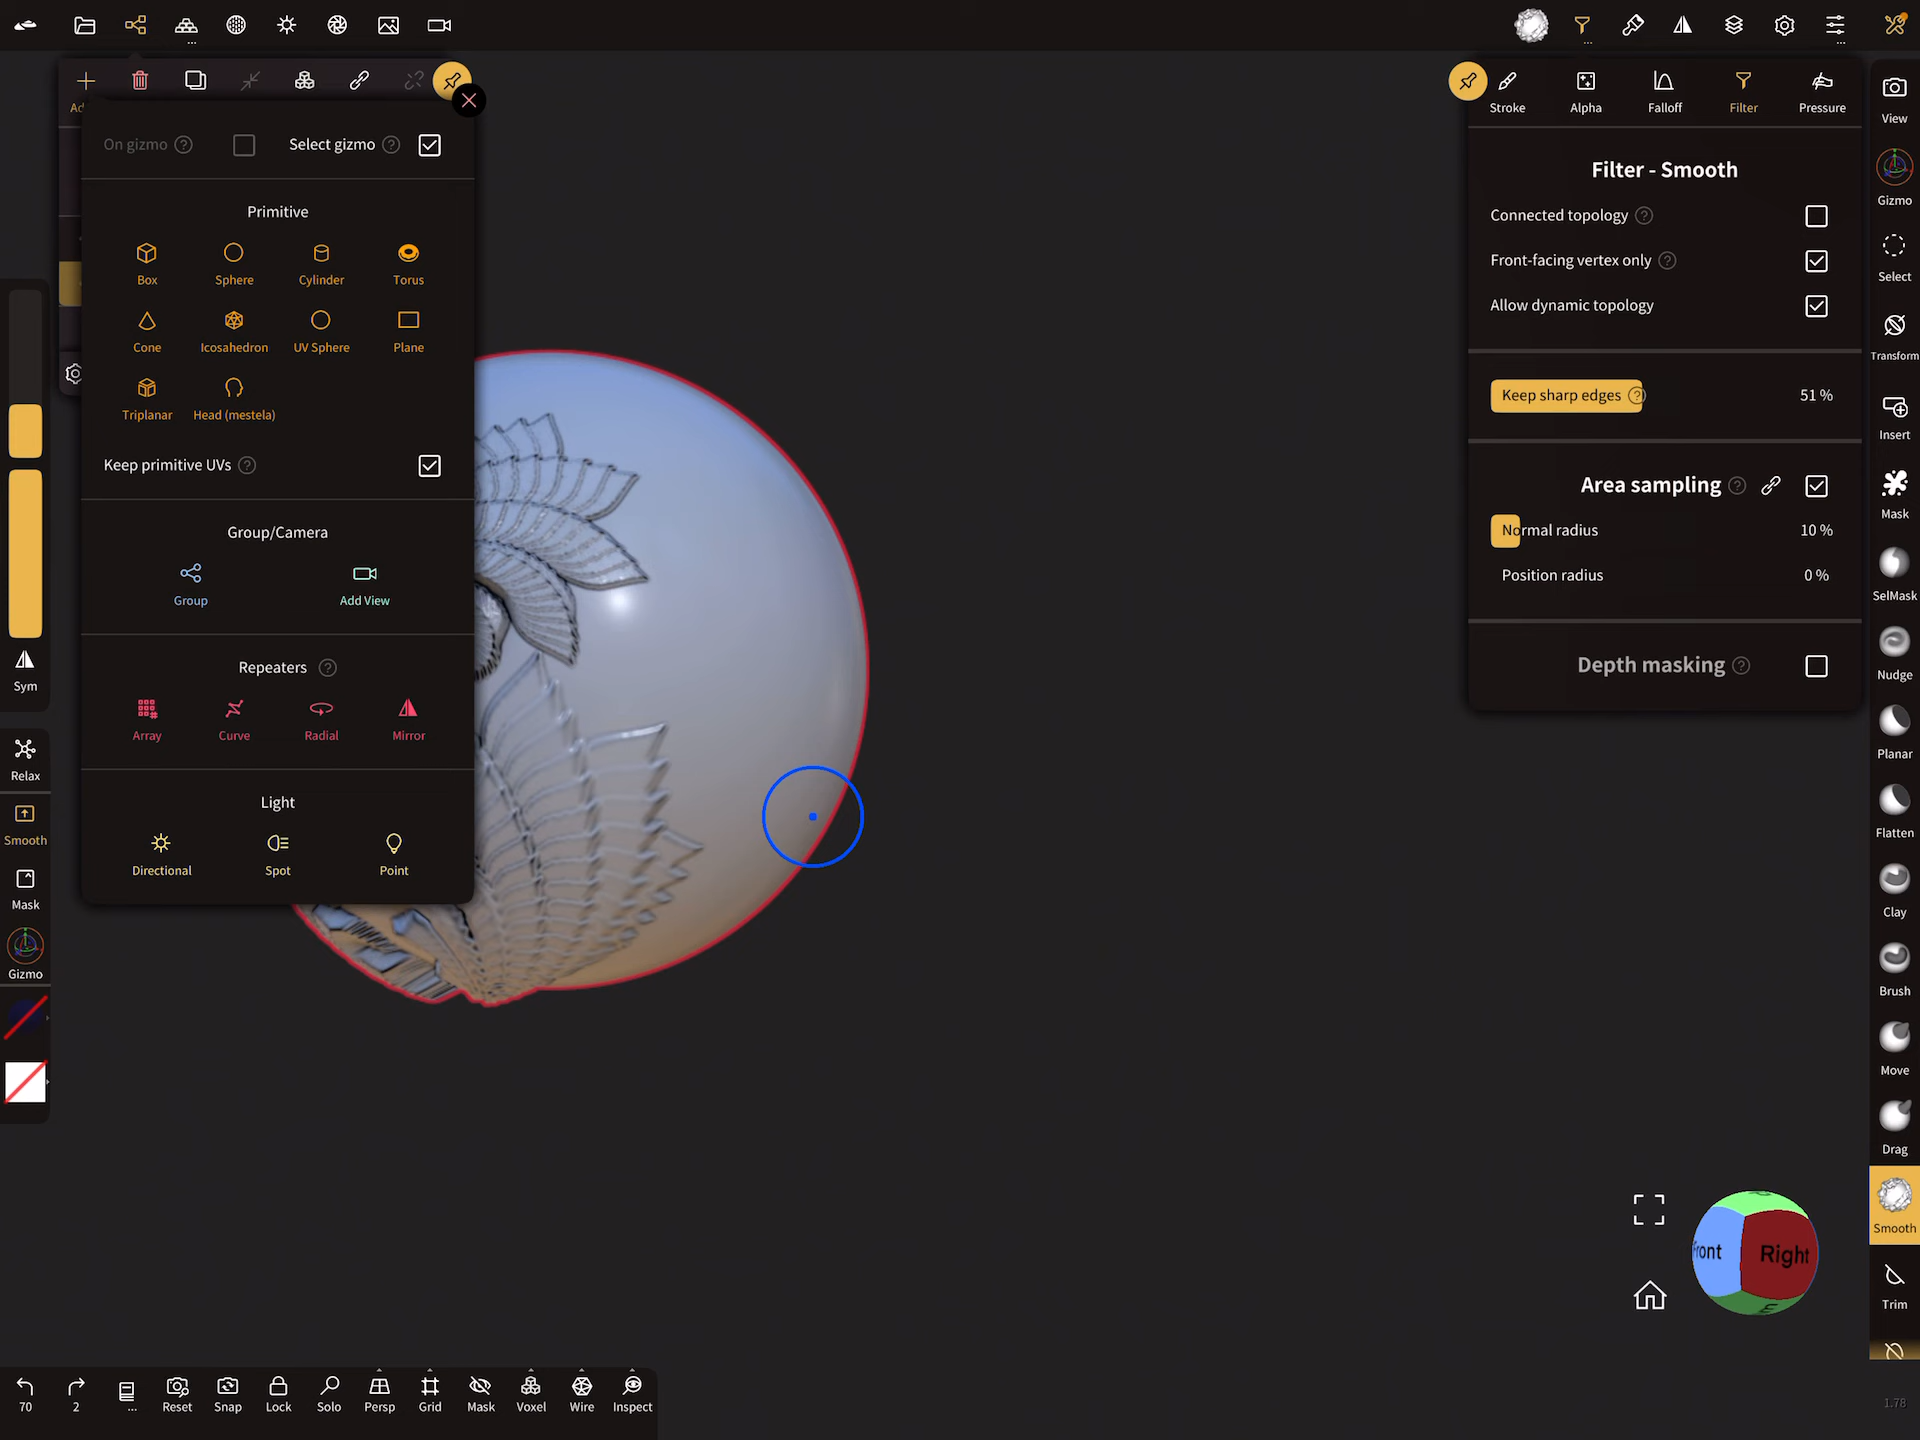 Stroke
Alpha
Falloff
Filter
Pressure
View
On gizmo ?
Select gizmo ?
Filter - Smooth
Gizmo
Primitive
Connected topology ?
Box
Sphere
Cylinder
Torus
Front-facing vertex only ?
Select
Allow dynamic topology
Cone
Icosahedron
UV Sphere
Plane
Transform
Triplanar
Head (mestela)
Keep sharp edges ?
51 %
Insert
Keep primitive UVs ?
Area sampling ?
Mask
Group/Camera
Normal radius
10 %
Group
Add View
Position radius
0 %
SelMask
Repeaters ?
Depth masking ?
Nudge
Sym
Array
Curve
Radial
Mirror
Planar
Relax
Light
Smooth
Flatten
Directional
Spot
Point
Mask
Clay
Gizmo
Brush
Move
Drag
Smooth
Front
Right
Trim
70
2
...
Reset
Snap
Lock
Solo
Persp
Grid
Mask
Voxel
Wire
Inspect
1.78